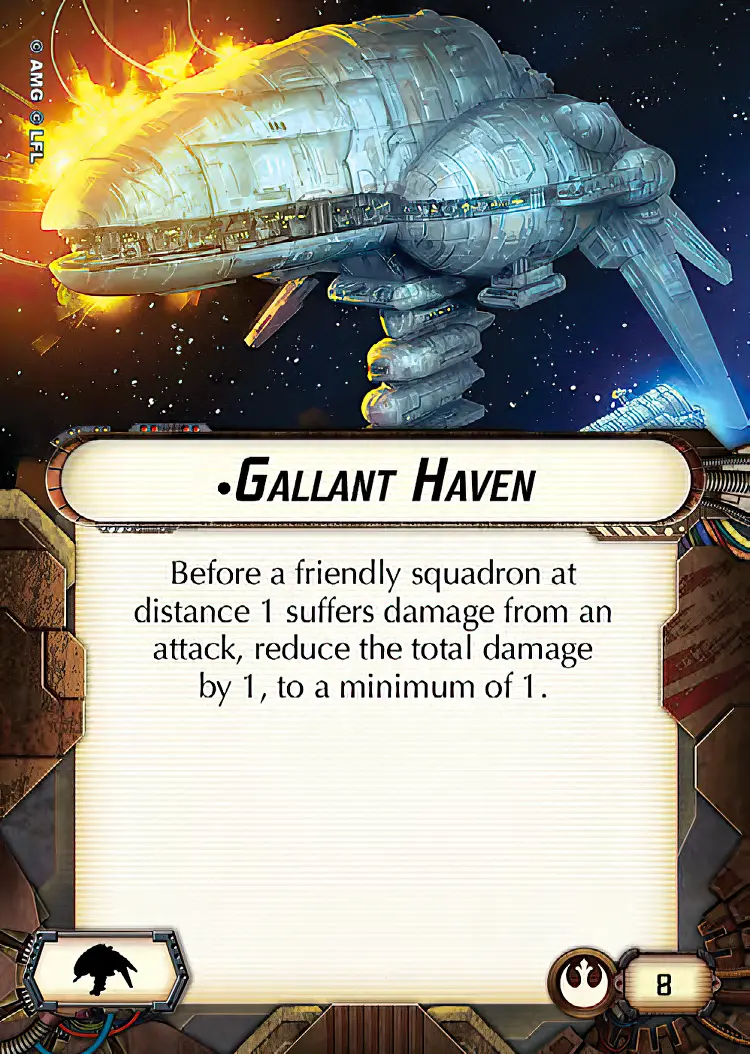 © AMG © LFL
•GALLANT HAVEN
Before a friendly squadron at
distance 1 suffers damage from an
attack, reduce the total damage
by 1, to a minimum of 1.
8